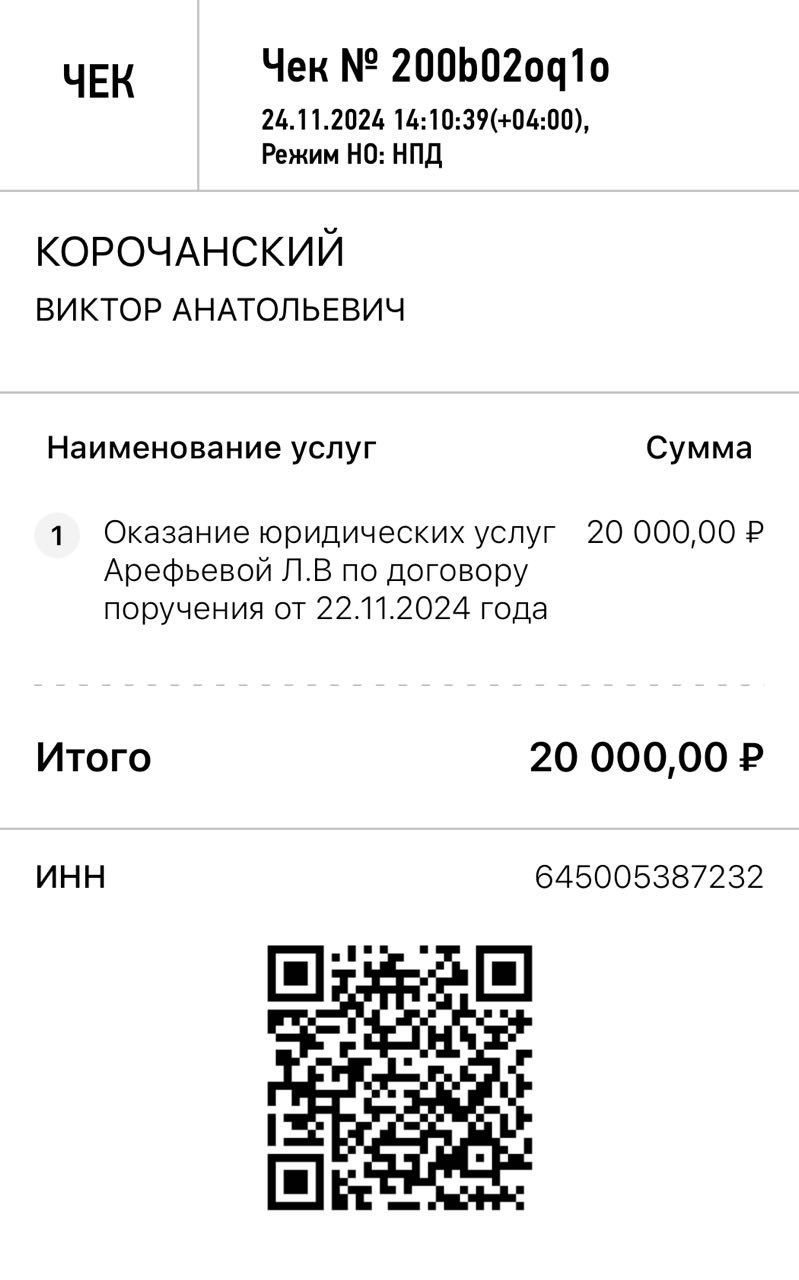 ЧЕК
Чек № 200b02oq1o
24.11.2024 14:10:39(+04:00),
Режим НО: НПД
КОРОЧАНСКИЙ
ВИКТОР АНАТОЛЬЕВИЧ
Наименование услуг Сумма
1 Оказание юридических услуг 20 000,00 ₽
Арефьевой Л.В по договору
поручения от 22.11.2024 года
Итого 20 000,00 ₽
ИНН 645005387232